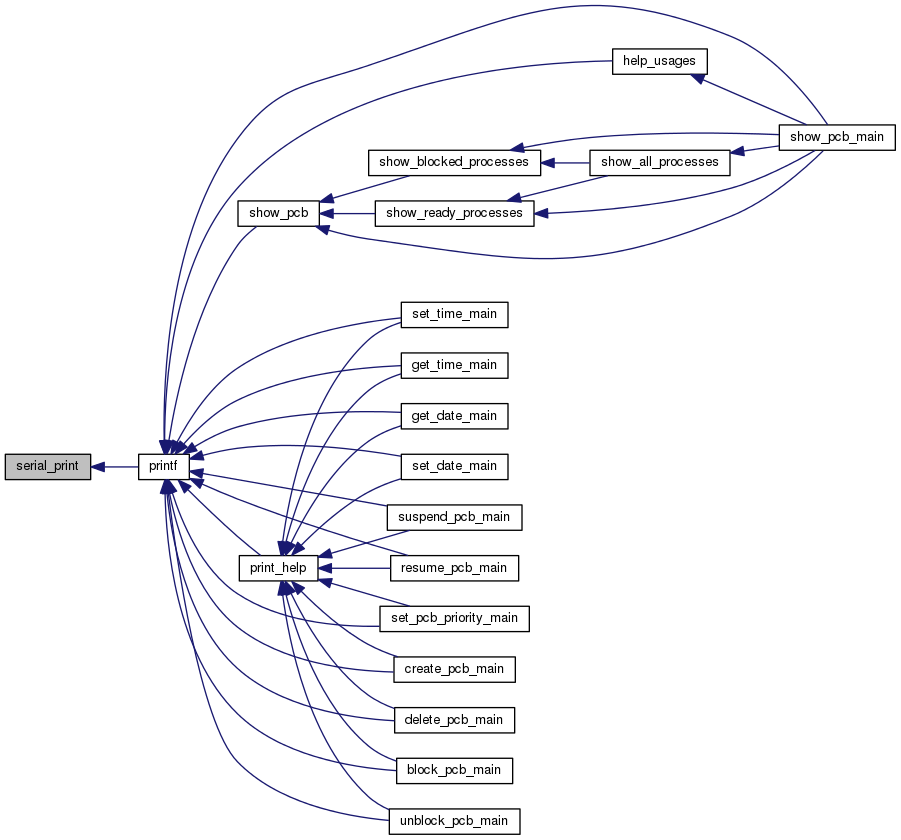 help_usages
show_pcb_main
show_blocked_processes
show_all_processes
show_pcb
show_ready_processes
set_time_main
get_time_main
get_date_main
serial_print
printf
set_date_main
suspend_pcb_main
print_help
resume_pcb_main
set_pcb_priority_main
create_pcb_main
delete_pcb_main
block_pcb_main
unblock_pcb_main